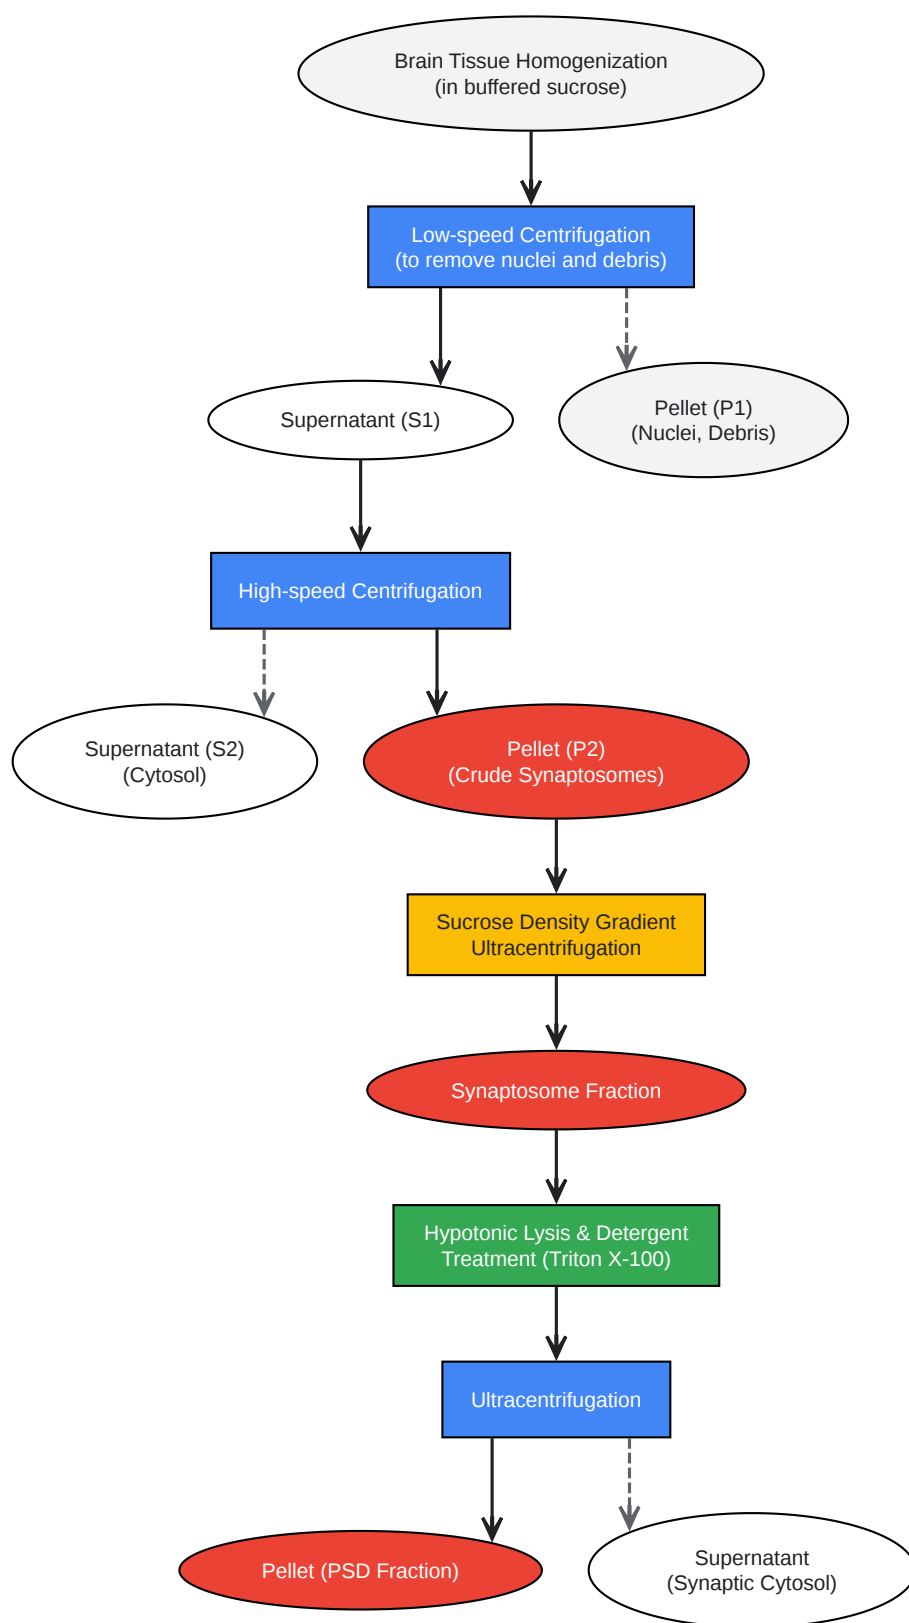 Brain Tissue Homogenization
(in buffered sucrose)
Low-speed Centrifugation
(to remove nuclei and debris)
Supernatant (S1)
Pellet (P1)
(Nuclei, Debris)
High-speed Centrifugation
Supernatant (S2)
(Cytosol)
Pellet (P2)
(Crude Synaptosomes)
Sucrose Density Gradient
Ultracentrifugation
Synaptosome Fraction
Hypotonic Lysis & Detergent
Treatment (Triton X-100)
Ultracentrifugation
Pellet (PSD Fraction)
Supernatant
(Synaptic Cytosol)